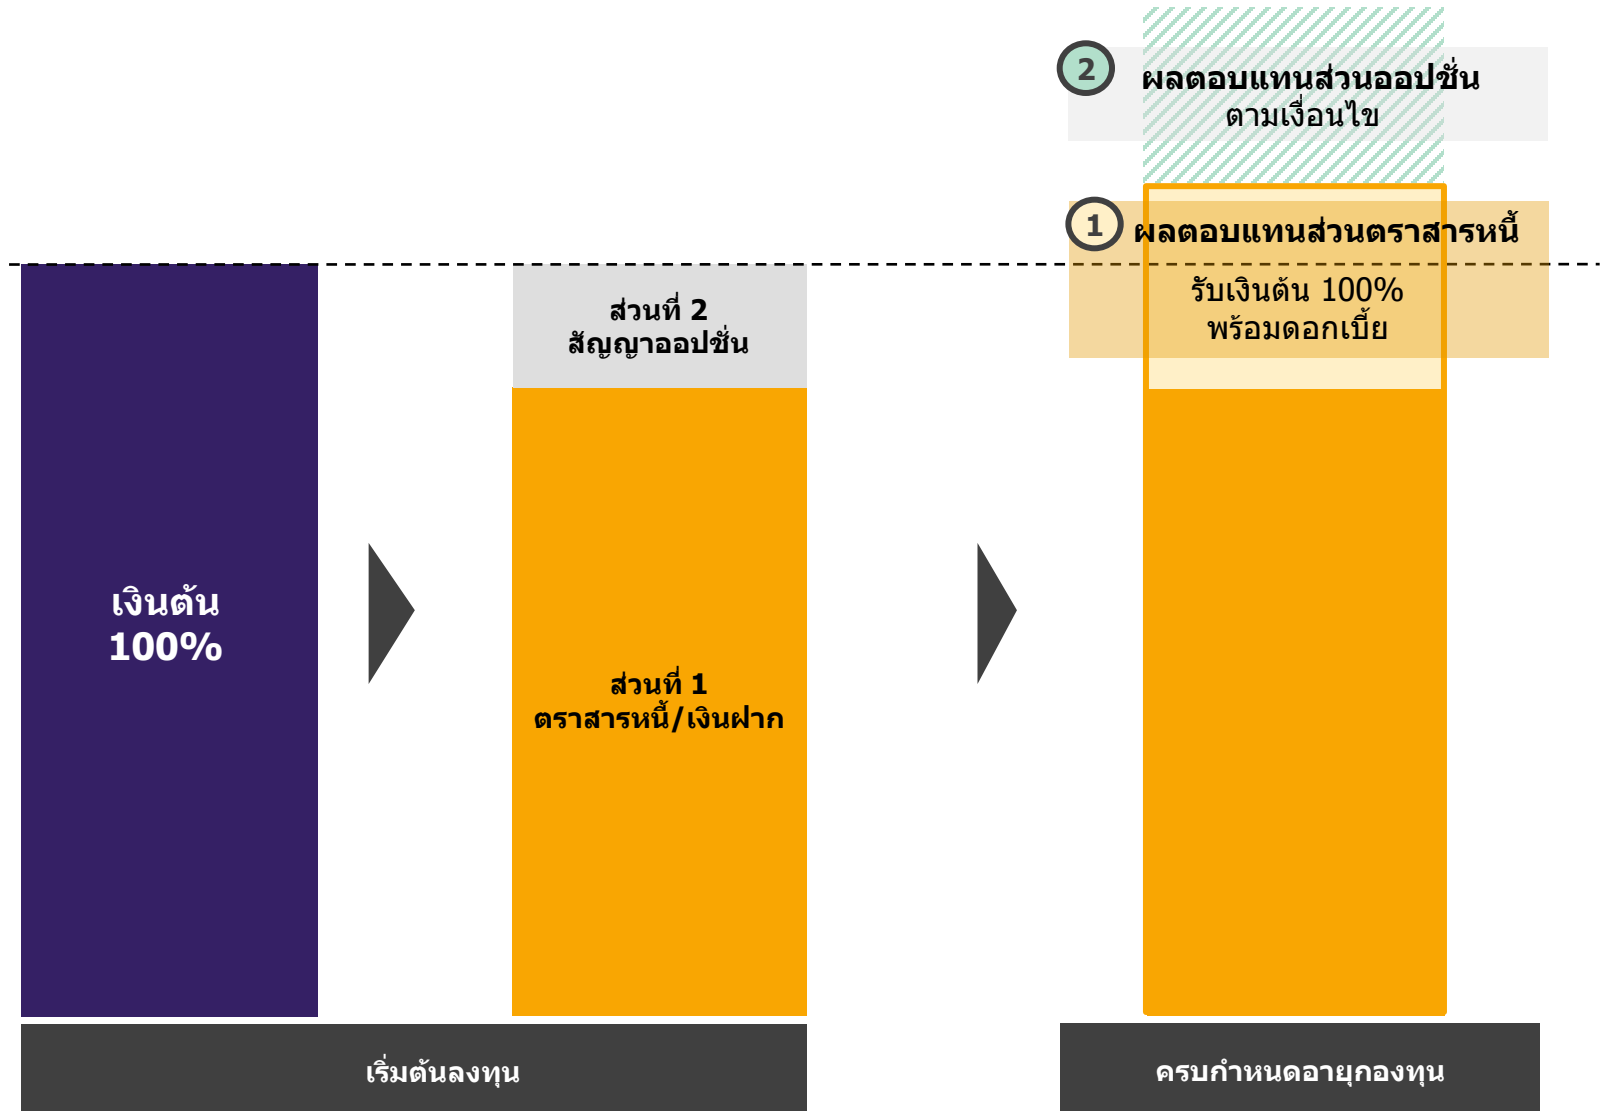 2
ผลตอบแทนส่วนออปชั่น
ตามเงื่อนไข
1
ผลตอบแทนส่วนตราสารหนี้
รับเงินต้น 100%
พร้อมดอกเบี้ย
ส่วนที่ 2
สัญญาออปชั่น
เงินต้น
100%
ส่วนที่ 1
ตราสารหนี้/เงินฝาก
เริ่มต้นลงทุน
ครบกำหนดอายุกองทุน